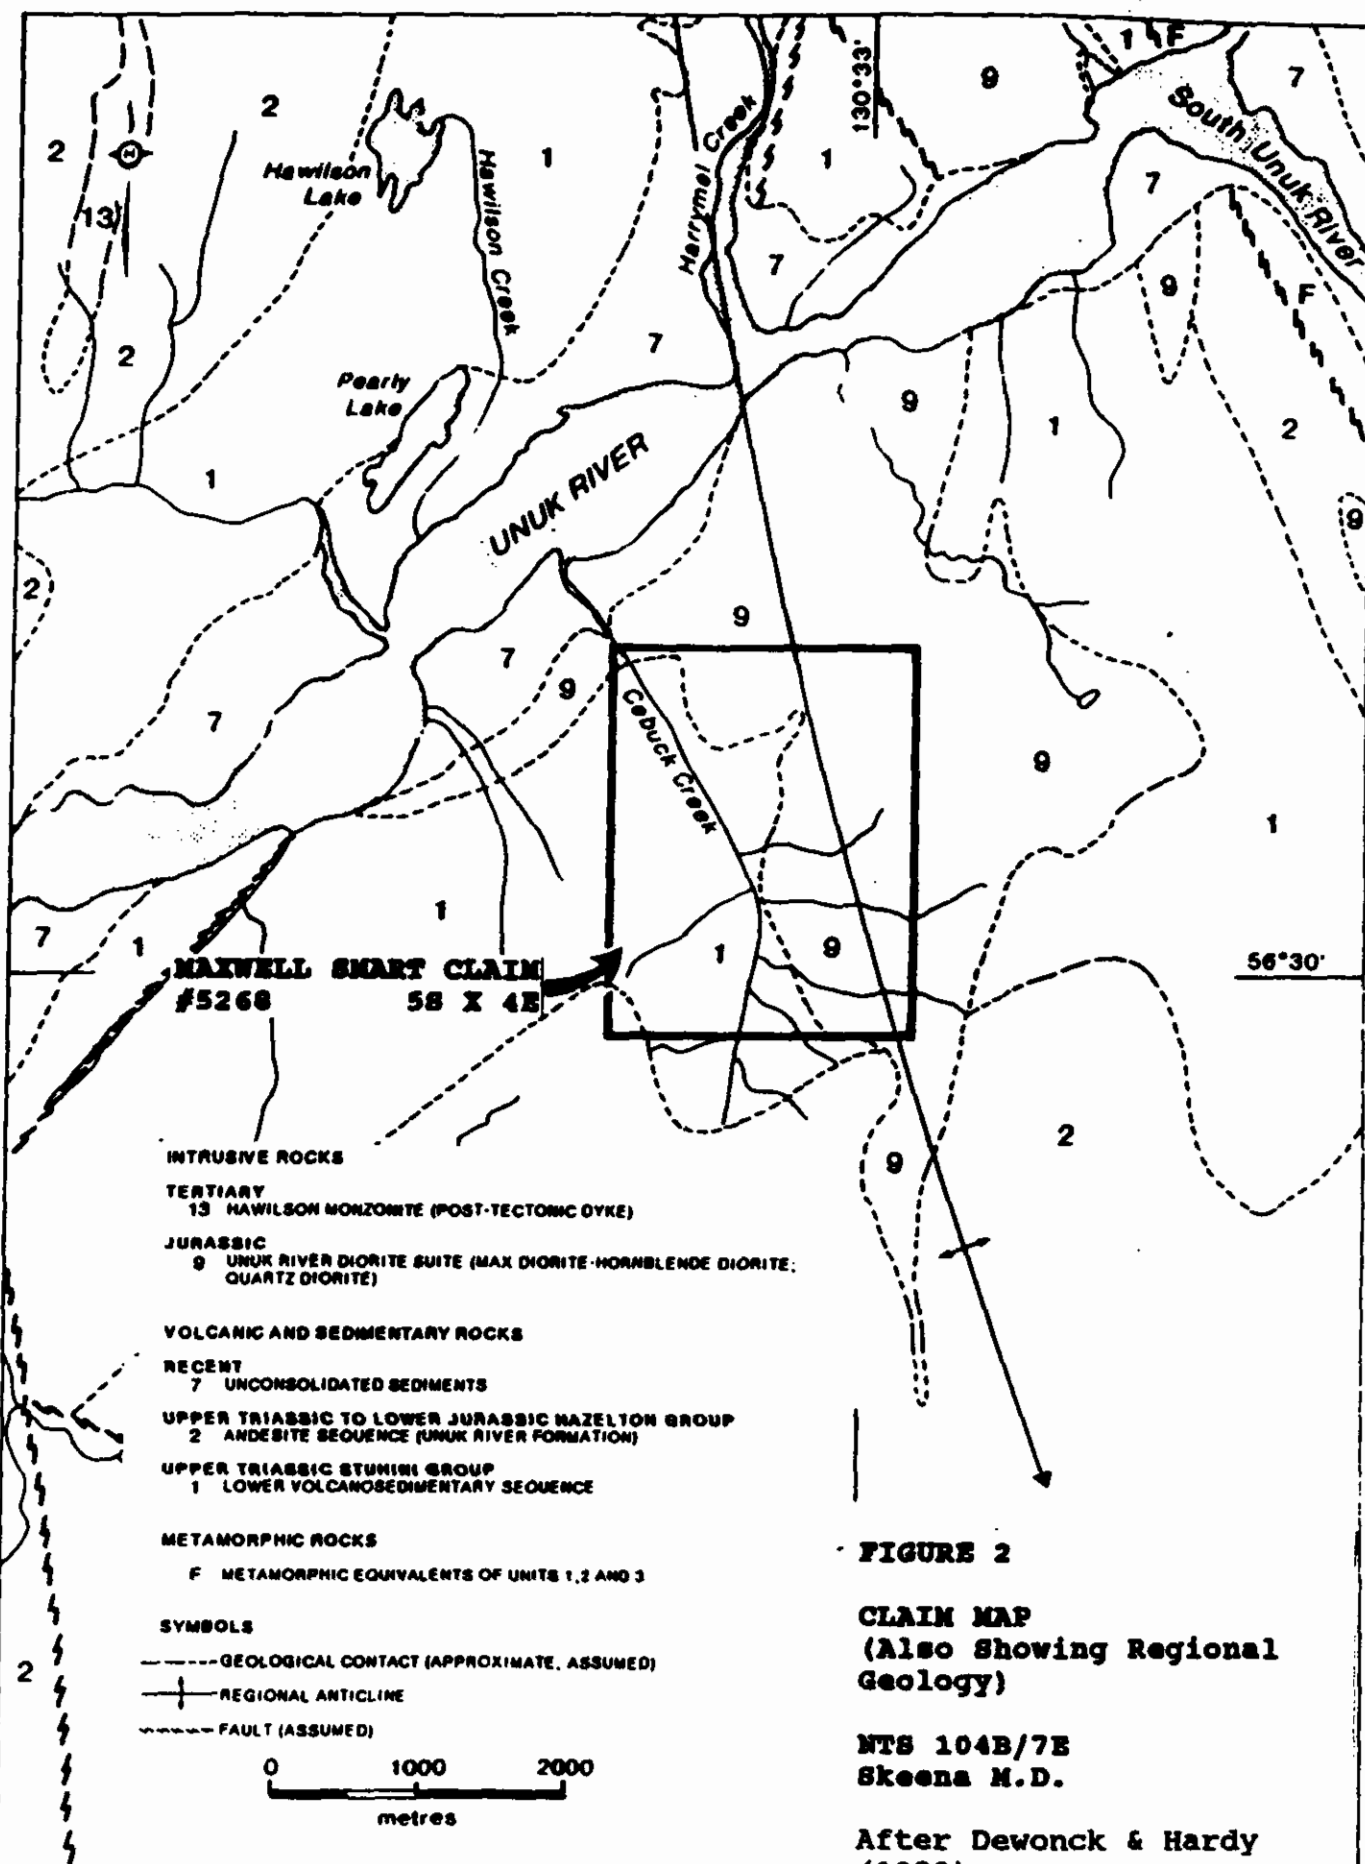 1 F
130°33'
9
7
2
2
Hawilson
Lake
Hawilson Creek
1
Harrymel Creek
1
South Unuk River
7
N
13
7
9
F
2
7
Pearly
Lake
9
1
2
1
UNUK RIVER
9
2
9
7
9
7
Cebuck Creek
9
1
7
1
1
MAXWELL SMART CLAIM
#5268 5S X 4E
1
9
56°30'
2
9
INTRUSIVE ROCKS
TERTIARY
13 HAWILSON MONZONITE (POST-TECTONIC DYKE)
JURASSIC
9 UNUK RIVER DIORITE SUITE (MAX DIORITE-HORNBLENDE DIORITE;
QUARTZ DIORITE)
VOLCANIC AND SEDIMENTARY ROCKS
RECENT
7 UNCONSOLIDATED SEDIMENTS
UPPER TRIASSIC TO LOWER JURASSIC HAZELTON GROUP
2 ANDESITE SEQUENCE (UNUK RIVER FORMATION)
UPPER TRIASSIC STUHINI GROUP
1 LOWER VOLCANOSEDIMENTARY SEQUENCE
METAMORPHIC ROCKS
F METAMORPHIC EQUIVALENTS OF UNITS 1,2 AND 3
SYMBOLS
GEOLOGICAL CONTACT (APPROXIMATE, ASSUMED)
REGIONAL ANTICLINE
FAULT (ASSUMED)
2
0 1000 2000
metres
FIGURE 2
CLAIM MAP
(Also Showing Regional
Geology)
NTS 104B/7E
Skeena M.D.
After Dewonck & Hardy